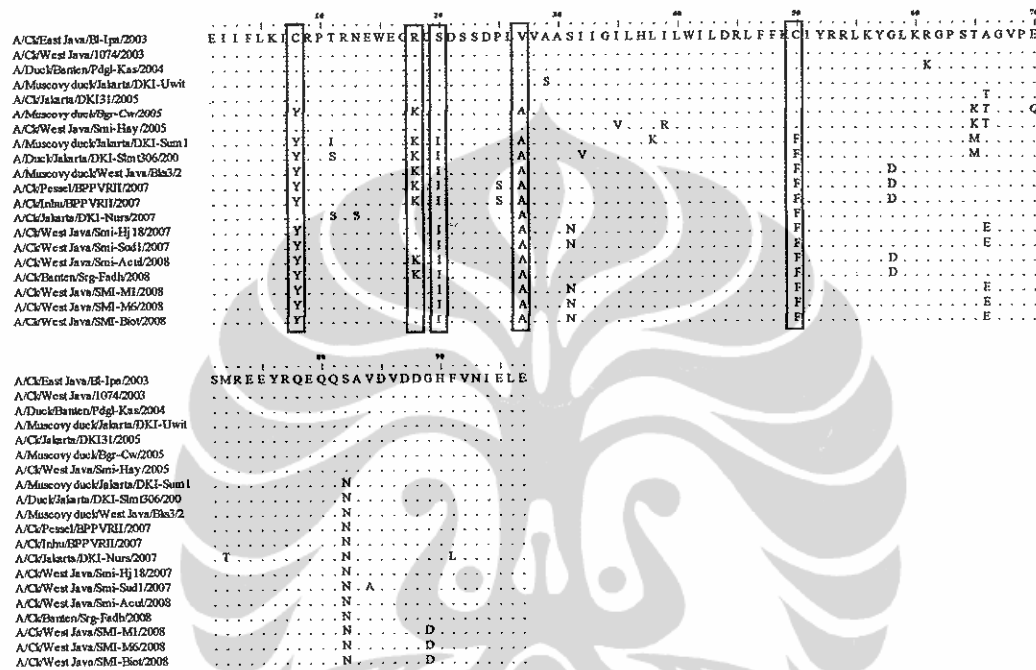 10 20 30 40 50 60 70
A/Ck/East Java/Bl-Ipa/2003 E I I F L K I C R P T R N E W E C R C S D S S D P L V V A A S I I G I L H L I L W I L D R L F F K C I Y R R L K Y G L K R G P S T A G V P E
A/Ck/West Java/1074/2003
A/Duck/Banten/Pdgl-Kas/2004 K
A/Muscovy duck/Jakarta/DKI-Uwit S
A/Ck/Jakarta/DKI31/2005 T
A/Muscovy duck/Bgr-Cw/2005 Y K A K T Q
A/Ck/West Java/Smi-Hay/2005 V R K T
A/Muscovy duck/Jakarta/DKI-Sum1 Y I K I A K F M
A/Duck/Jakarta/DKI-Slmt306/200 Y S K I A V F M
A/Muscovy duck/West Java/Bks3/2 Y K I A F D
A/Ck/Pessel/BPPVRII/2007 Y K I S A F D
A/Ck/Inhu/BPPVRII/2007 Y K I S A F D
A/Ck/Jakarta/DKI-Nurs/2007 S S A F
A/Ck/West Java/Smi-Hj18/2007 Y I A N F E
A/Ck/West Java/Smi-Sud1/2007 Y I A N F E
A/Ck/West Java/Smi-Acul/2008 Y K I A F D
A/Ck/Banten/Srg-Fadh/2008 Y K I A F D
A/Ck/West Java/SMI-M1/2008 Y I A N F E
A/Ck/West Java/SMI-M6/2008 Y I A N F E
A/Ck/West Java/SMI-Biot/2008 Y I A F E
80 90
A/Ck/East Java/Bl-Ipa/2003 S M R E E Y R Q E Q Q S A V D V D D G H F V N I E L E
A/Ck/West Java/1074/2003
A/Duck/Banten/Pdgl-Kas/2004
A/Muscovy duck/Jakarta/DKI-Uwit
A/Ck/Jakarta/DKI31/2005
A/Muscovy duck/Bgr-Cw/2005
A/Ck/West Java/Smi-Hay/2005
A/Muscovy duck/Jakarta/DKI-Sum1 N
A/Duck/Jakarta/DKI-Slmt306/200 N
A/Muscovy duck/West Java/Bks3/2 N
A/Ck/Pessel/BPPVRII/2007 N
A/Ck/Inhu/BPPVRII/2007 N
A/Ck/Jakarta/DKI-Nurs/2007 T N L
A/Ck/West Java/Smi-Hj18/2007 N
A/Ck/West Java/Smi-Sud1/2007 N A
A/Ck/West Java/Smi-Acul/2008 N
A/Ck/Banten/Srg-Fadh/2008 N
A/Ck/West Java/SMI-M1/2008 N D
A/Ck/West Java/SMI-M6/2008 N D
A/Ck/West Java/SMI-Biot/2008 N D